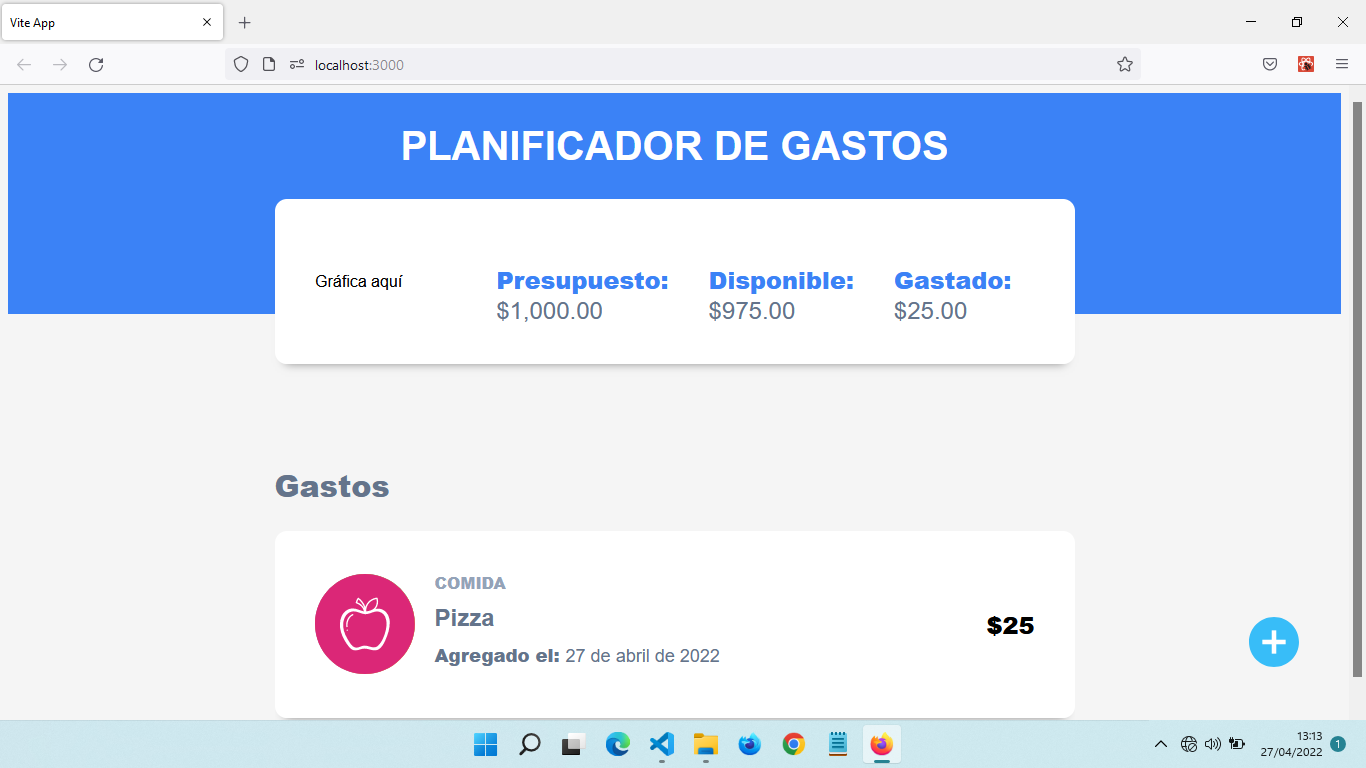 Vite App
localhost:3000
PLANIFICADOR DE GASTOS
Gráfica aquí
Presupuesto: Disponible: Gastado:
$1,000.00 $975.00 $25.00
Gastos
COMIDA
Pizza
$25
Agregado el: 27 de abril de 2022
13:13
27/04/2022
1